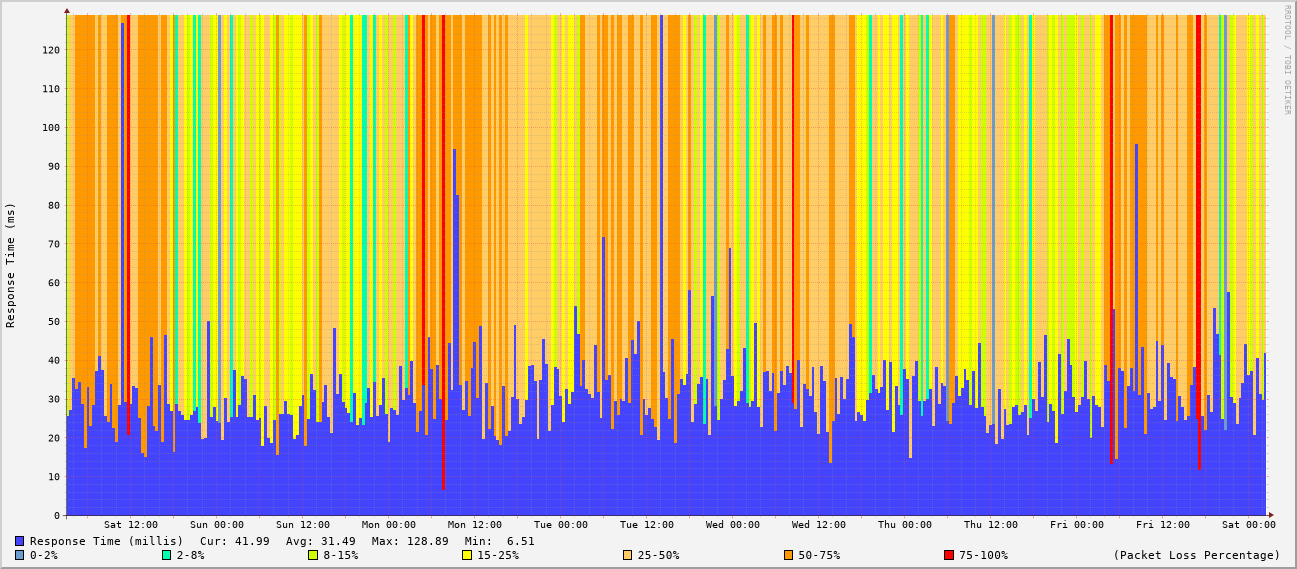 RRDTOOL / TOBI OETIKER
Response Time (ms)
120
110
100
90
80
70
60
50
40
30
20
10
0
Sat 12:00 Sun 00:00 Sun 12:00 Mon 00:00 Mon 12:00 Tue 00:00 Tue 12:00 Wed 00:00 Wed 12:00 Thu 00:00 Thu 12:00 Fri 00:00 Fri 12:00 Sat 00:00
Response Time (millis) Cur: 41.99 Avg: 31.49 Max: 128.89 Min: 6.51
0-2% 2-8% 8-15% 15-25% 25-50% 50-75% 75-100% (Packet Loss Percentage)